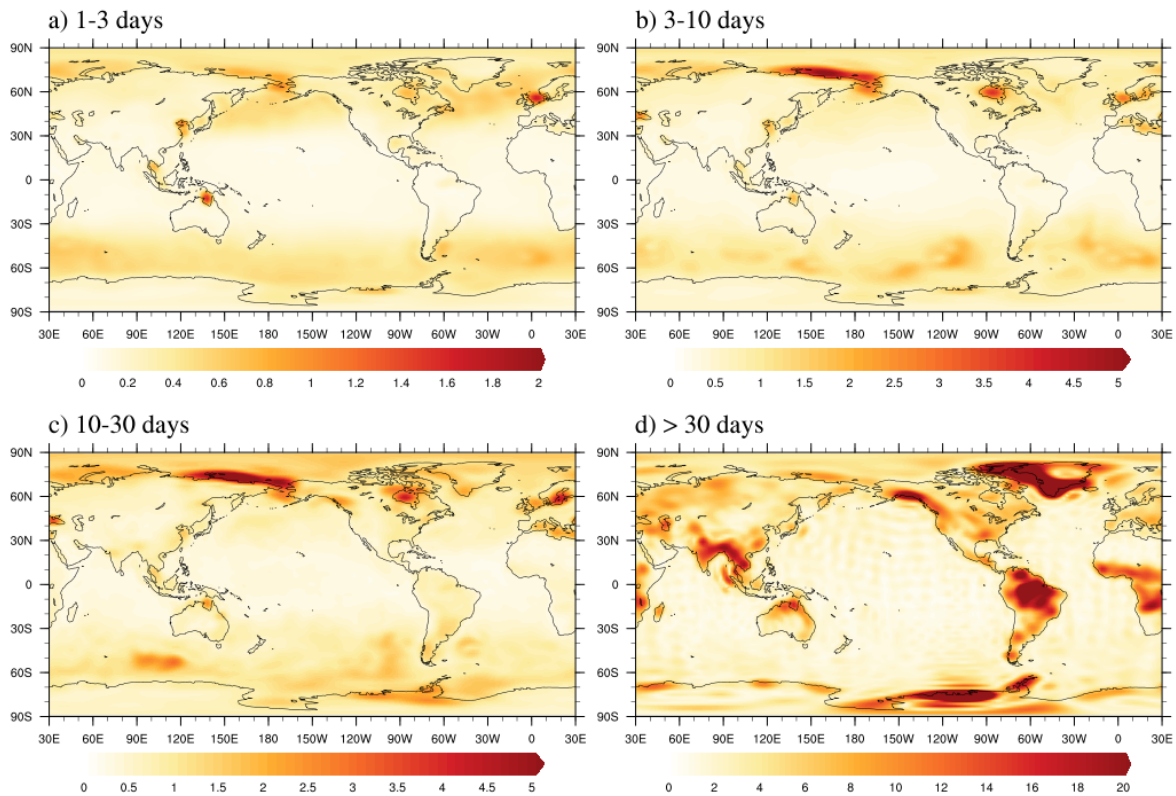 a) 1-3 days
b) 3-10 days
90N
60N
30N
0
30S
60S
90S
30E 60E 90E 120E 150E 180E 150W 120W 90W 60W 30W 0 30E
0 0.2 0.4 0.6 0.8 1 1.2 1.4 1.6 1.8 2
90N
60N
30N
0
30S
60S
90S
30E 60E 90E 120E 150E 180E 150W 120W 90W 60W 30W 0 30E
0 0.5 1 1.5 2 2.5 3 3.5 4 4.5 5
c) 10-30 days
d) > 30 days
90N
60N
30N
0
30S
60S
90S
30E 60E 90E 120E 150E 180E 150W 120W 90W 60W 30W 0 30E
0 0.5 1 1.5 2 2.5 3 3.5 4 4.5 5
90N
60N
30N
0
30S
60S
90S
30E 60E 90E 120E 150E 180E 150W 120W 90W 60W 30W 0 30E
0 2 4 6 8 10 12 14 16 18 20